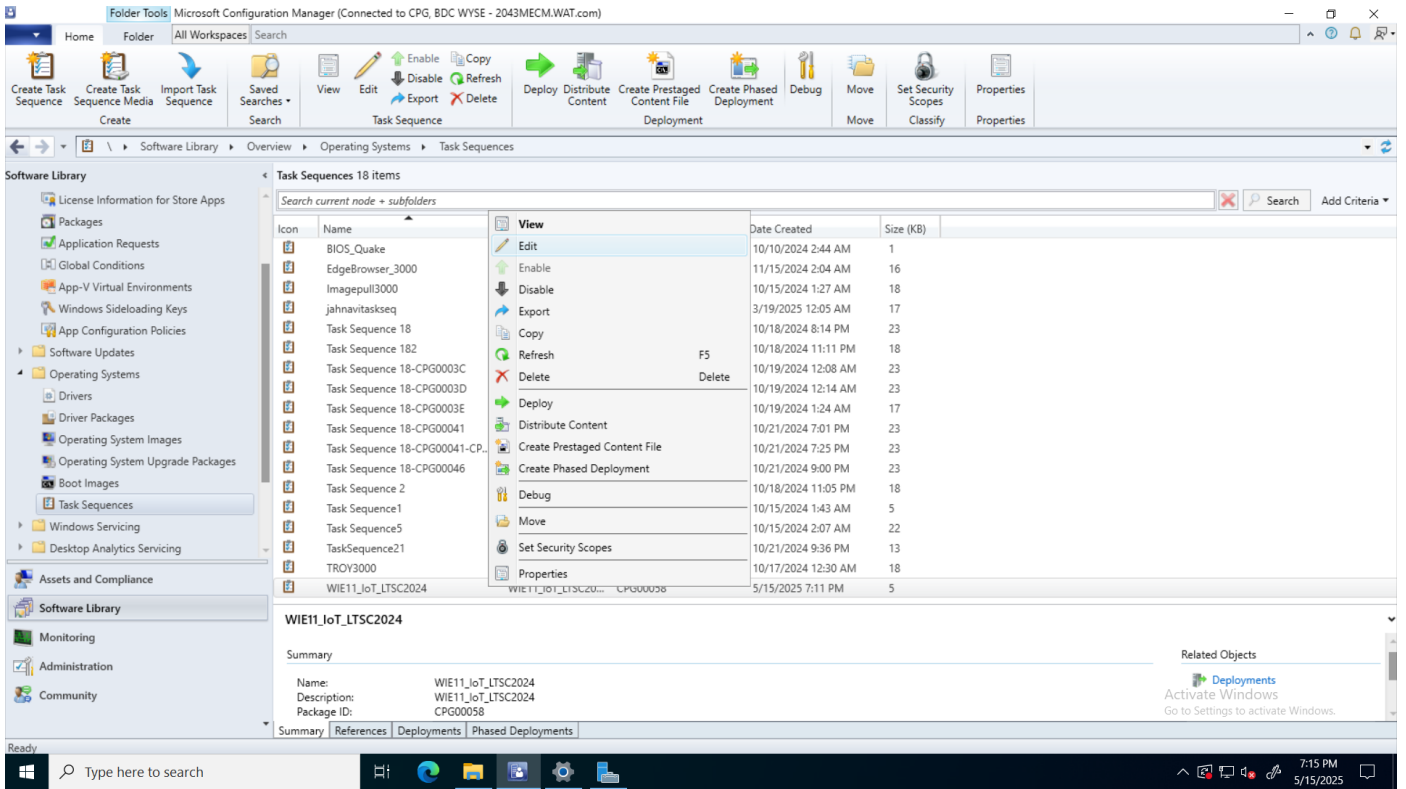 Folder Tools Microsoft Configuration Manager (Connected to CPG, BDC WYSE - 2043MECM.WAT.com)
Home Folder All Workspaces Search
Create Task Sequence
Create Task Sequence Media
Import Task Sequence
Create
Saved Searches
Search
View
Edit
Enable Copy
Disable Refresh
Export Delete
Task Sequence
Deploy
Distribute Content
Create Prestaged Content File
Create Phased Deployment
Debug
Deployment
Move
Move
Set Security Scopes
Classify
Properties
Properties
\ Software Library Overview Operating Systems Task Sequences
Software Library
License Information for Store Apps
Packages
Application Requests
Global Conditions
App-V Virtual Environments
Windows Sideloading Keys
App Configuration Policies
Software Updates
Operating Systems
Drivers
Driver Packages
Operating System Images
Operating System Upgrade Packages
Boot Images
Task Sequences
Windows Servicing
Desktop Analytics Servicing
Assets and Compliance
Software Library
Monitoring
Administration
Community
Task Sequences 18 items
Search current node + subfolders Search Add Criteria
Icon Name Date Created Size (KB)
BIOS_Quake 10/10/2024 2:44 AM 1
EdgeBrowser_3000 11/15/2024 2:04 AM 16
Imagepull3000 10/15/2024 1:27 AM 18
jahnavitaskseq 3/19/2025 12:05 AM 17
Task Sequence 18 10/18/2024 8:14 PM 23
Task Sequence 182 10/18/2024 11:11 PM 18
Task Sequence 18-CPG0003C 10/19/2024 12:08 AM 23
Task Sequence 18-CPG0003D 10/19/2024 12:14 AM 23
Task Sequence 18-CPG0003E 10/19/2024 1:24 AM 17
Task Sequence 18-CPG00041 10/21/2024 7:01 PM 23
Task Sequence 18-CPG00041-CP... 10/21/2024 7:25 PM 23
Task Sequence 18-CPG00046 10/21/2024 9:00 PM 23
Task Sequence 2 10/18/2024 11:05 PM 18
Task Sequence1 10/15/2024 1:43 AM 5
Task Sequence5 10/15/2024 2:07 AM 22
TaskSequence21 10/21/2024 9:36 PM 13
TROY3000 10/17/2024 12:30 AM 18
WIE11_IoT_LTSC2024 WIE11_IoT_LTSC20... CPG00058 5/15/2025 7:11 PM 5
View
Edit
Enable
Disable
Export
Copy
Refresh F5
Delete Delete
Deploy
Distribute Content
Create Prestaged Content File
Create Phased Deployment
Debug
Move
Set Security Scopes
Properties
WIE11_IoT_LTSC2024
Summary
Name: WIE11_IoT_LTSC2024
Description: WIE11_IoT_LTSC2024
Package ID: CPG00058
Related Objects
Deployments
Activate Windows
Go to Settings to activate Windows.
Summary References Deployments Phased Deployments
Ready
Type here to search
7:15 PM
5/15/2025